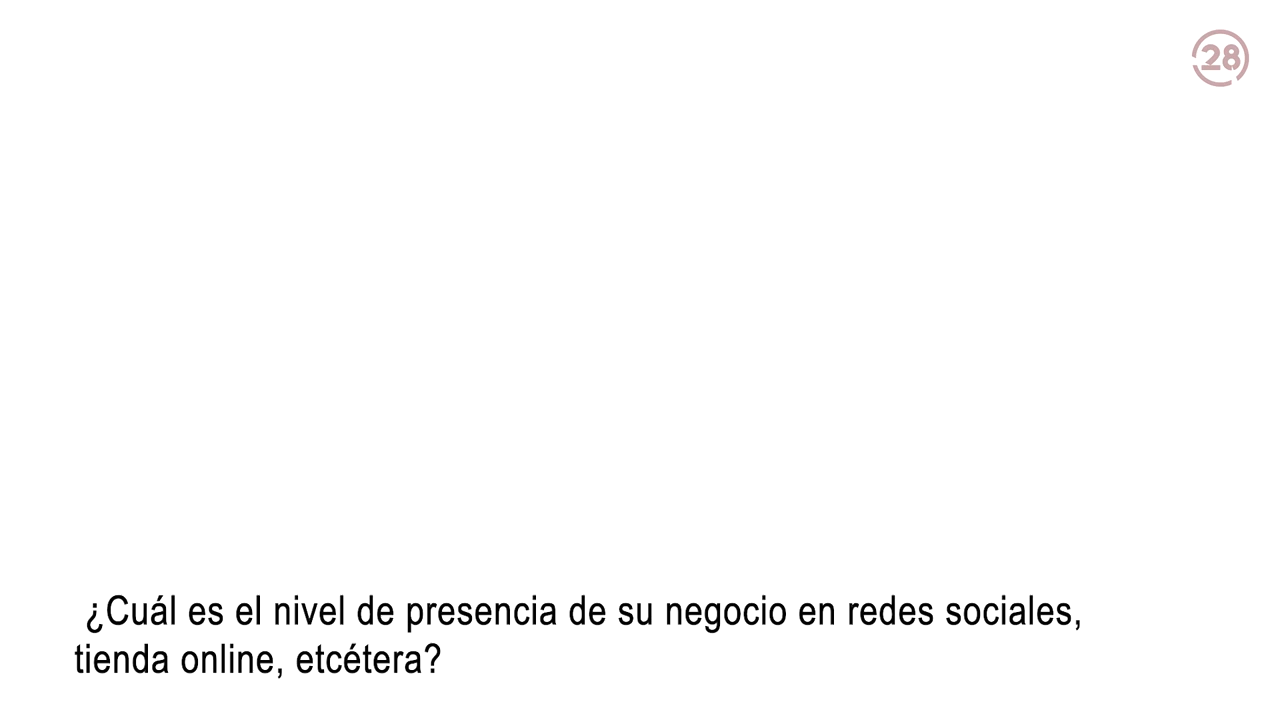 28
¿Cuál es el nivel de presencia de su negocio en redes sociales,
tienda online, etcétera?